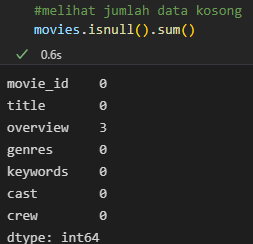 #melihat jumlah data kosong
movies.isnull().sum()
0.6s
movie_id 0
title 0
overview 3
genres 0
keywords 0
cast 0
crew 0
dtype: int64